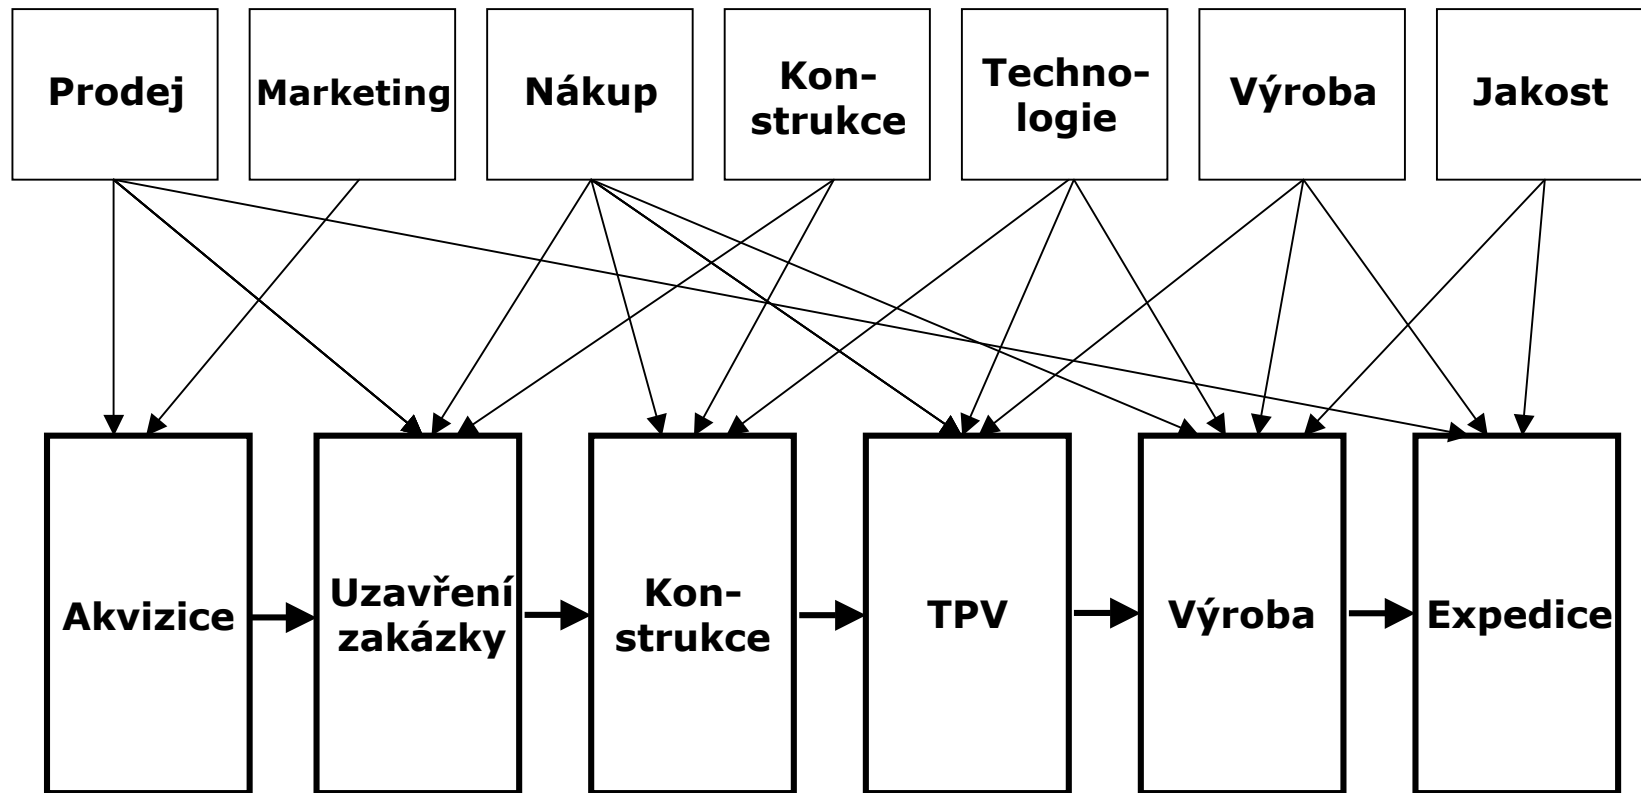 Prodej
Marketing
Nákup
Kon-
strukce
Techno-
logie
Výroba
Jakost
Akvizice
Uzavření
zakázky
Kon-
strukce
TPV
Výroba
Expedice